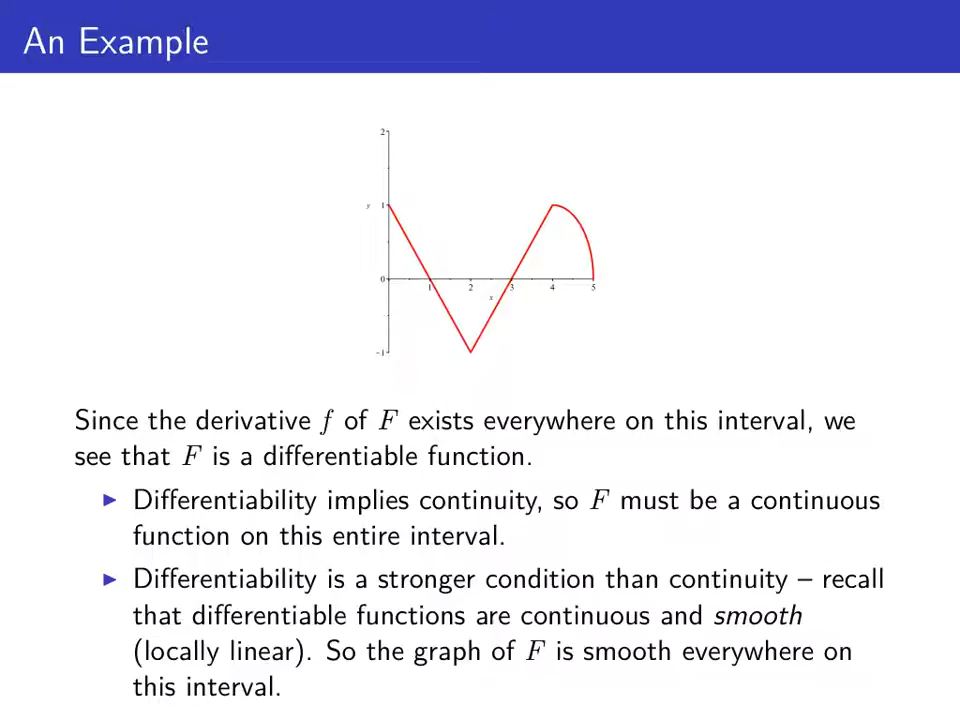 An Example
2
y 1
0
1 2 3 4 5
x
−1
Since the derivative f of F exists everywhere on this interval, we
see that F is a differentiable function.
▶ Differentiability implies continuity, so F must be a continuous
function on this entire interval.
▶ Differentiability is a stronger condition than continuity – recall
that differentiable functions are continuous and smooth
(locally linear). So the graph of F is smooth everywhere on
this interval.